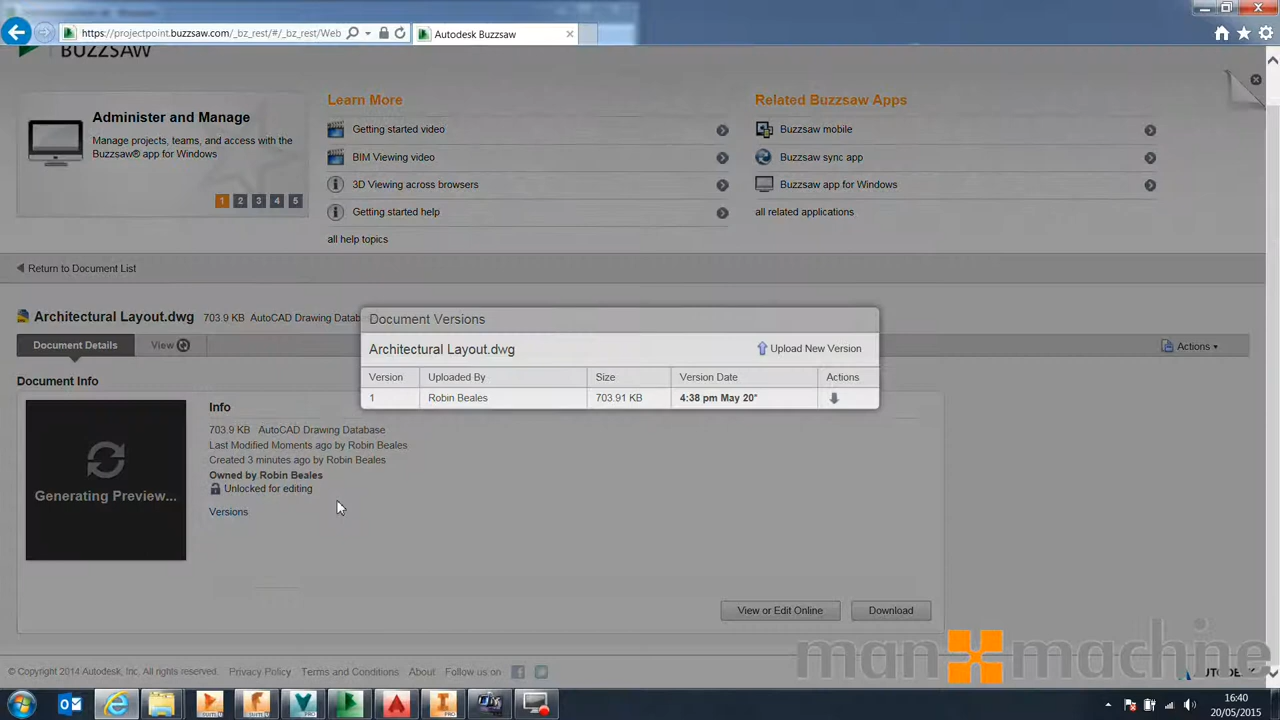 https://projectpoint.buzzsaw.com/_bz_rest/#/_bz_rest/Web
Autodesk Buzzsaw
BUZZSAW
Administer and Manage
Manage projects, teams, and access with the
Buzzsaw® app for Windows
1 2 3 4 5
Learn More
Getting started video
BIM Viewing video
3D Viewing across browsers
Getting started help
all help topics
Related Buzzsaw Apps
Buzzsaw mobile
Buzzsaw sync app
Buzzsaw app for Windows
all related applications
Return to Document List
Architectural Layout.dwg 703.9 KB AutoCAD Drawing Datab
Document Details
View
Actions
Document Versions
Architectural Layout.dwg
Upload New Version
Version Uploaded By Size Version Date Actions
1 Robin Beales 703.91 KB 4:38 pm May 20*
Document Info
Generating Preview...
Info
703.9 KB AutoCAD Drawing Database
Last Modified Moments ago by Robin Beales
Created 3 minutes ago by Robin Beales
Owned by Robin Beales
Unlocked for editing
Versions
View or Edit Online
Download
man machine
Copyright 2014 Autodesk, Inc. All rights reserved.
Privacy Policy
Terms and Conditions
About
Follow us on
AUTODESK
PRO
PRO
16:40
20/05/2015